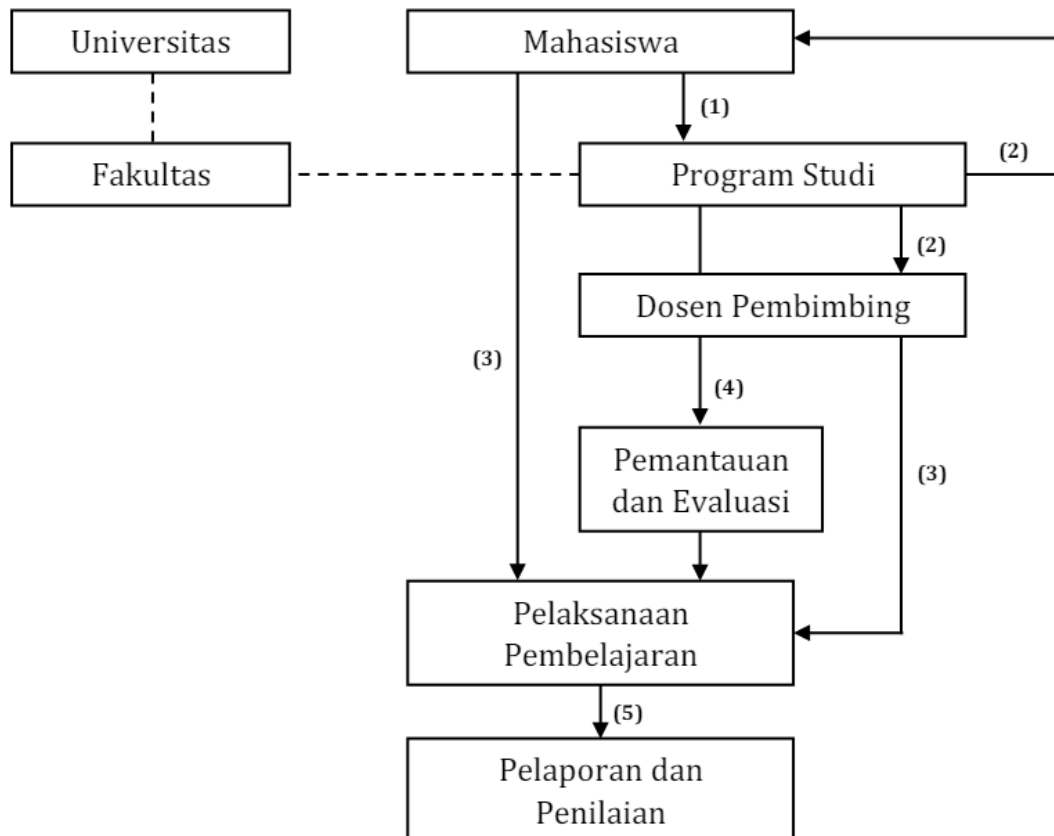 Universitas
Mahasiswa
(1)
Fakultas
Program Studi
(2)
(2)
Dosen Pembimbing
(3)
(4)
Pemantauan
dan Evaluasi
(3)
Pelaksanaan
Pembelajaran
(5)
Pelaporan dan
Penilaian